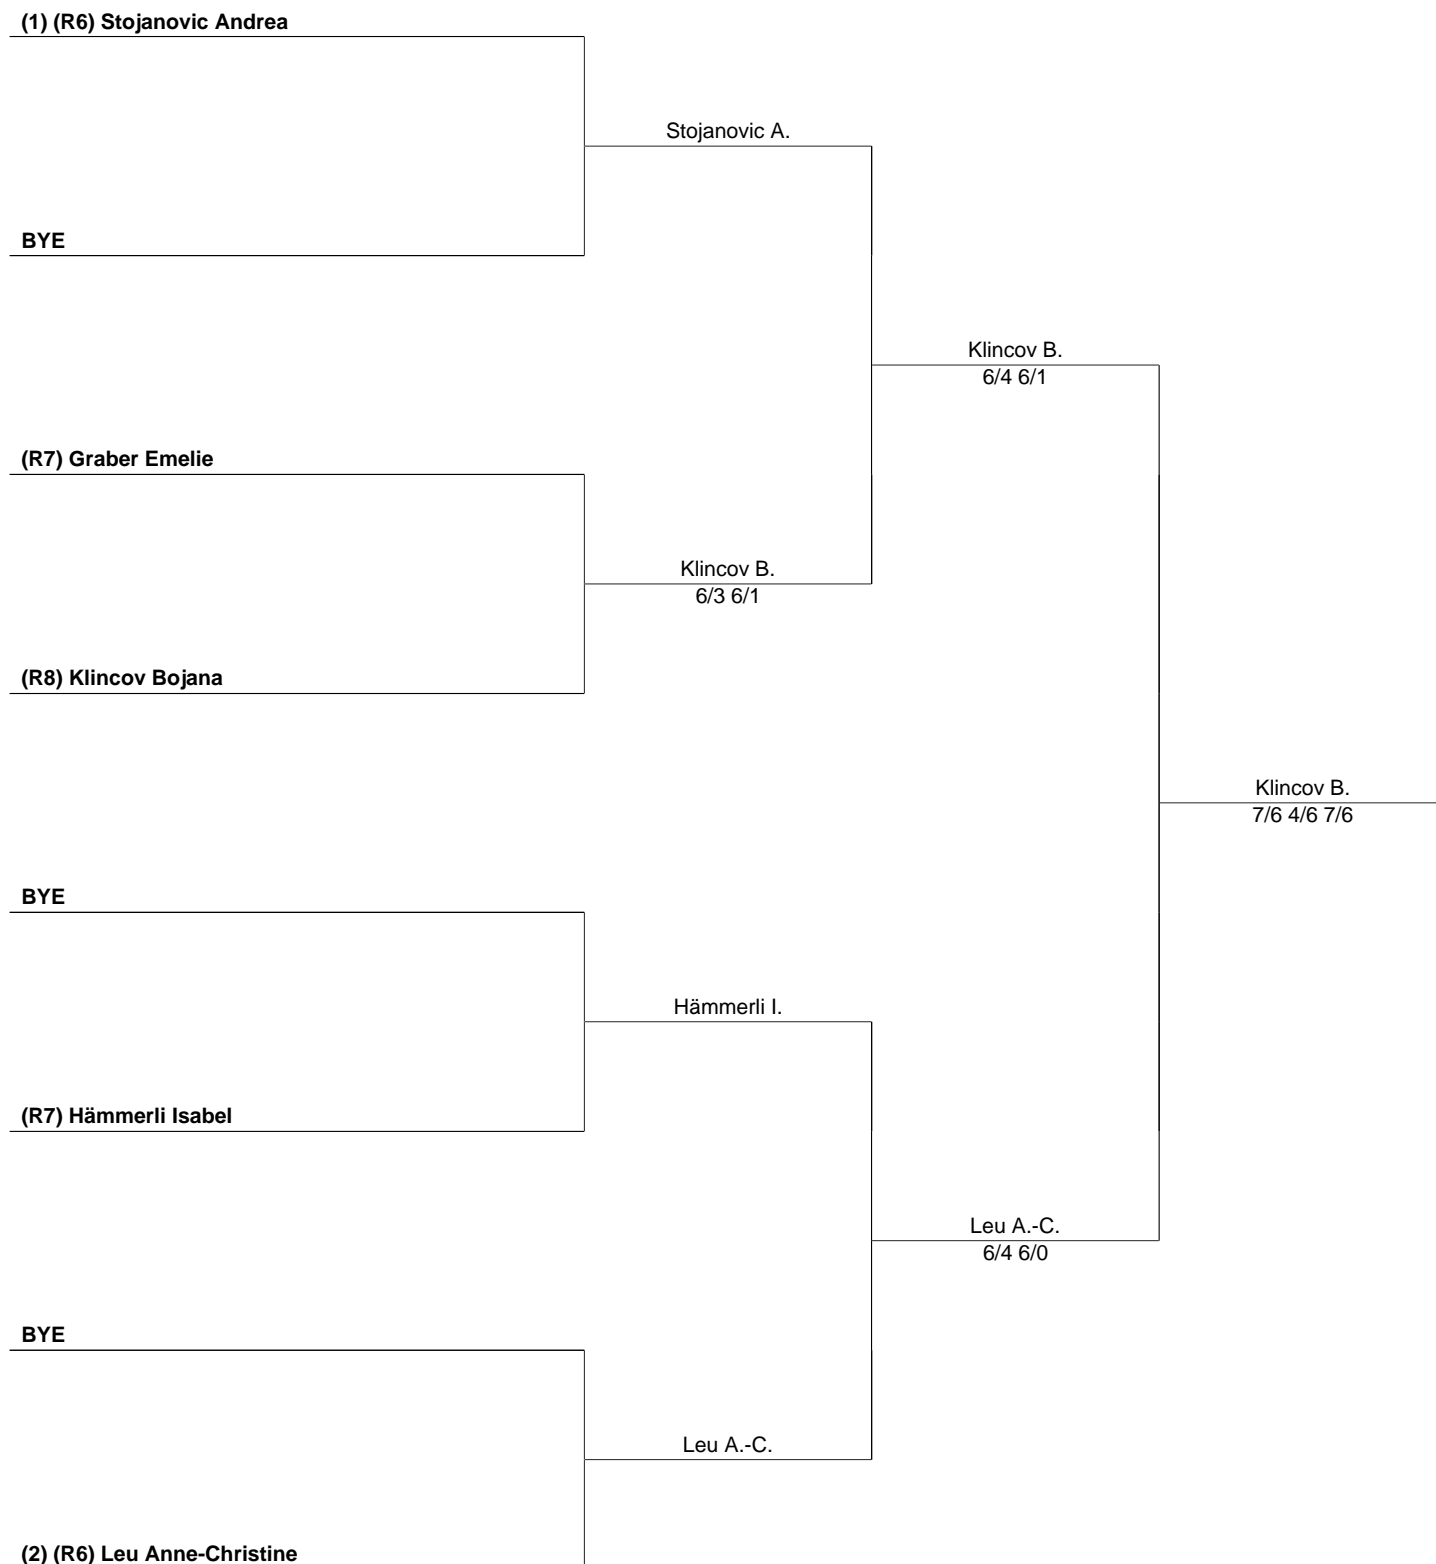 (1) (R6) Stojanovic Andrea
Stojanovic A.
BYE
Klincov B.
6/4 6/1
(R7) Graber Emelie
Klincov B.
6/3 6/1
(R8) Klincov Bojana
Klincov B.
7/6 4/6 7/6
BYE
Hämmerli I.
(R7) Hämmerli Isabel
Leu A.-C.
6/4 6/0
BYE
Leu A.-C.
(2) (R6) Leu Anne-Christine